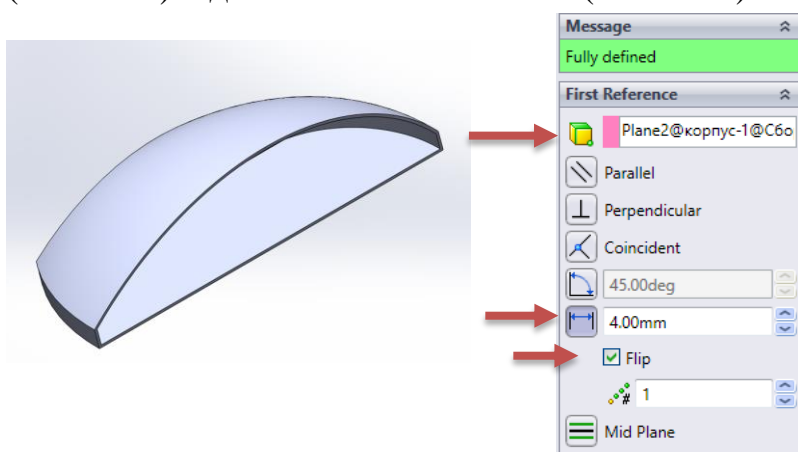 Message
Fully defined
First Reference
Plane2@корпус-1@Сбо
Parallel
Perpendicular
Coincident
45.00deg
4.00mm
Flip
# 1
Mid Plane